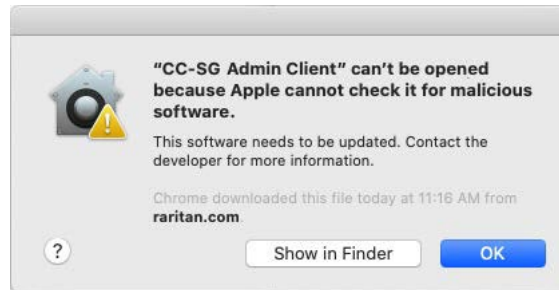 “CC-SG Admin Client” can’t be opened
because Apple cannot check it for malicious
software.
This software needs to be updated. Contact the
developer for more information.
Chrome downloaded this file today at 11:16 AM from
raritan.com.
?
Show in Finder
OK